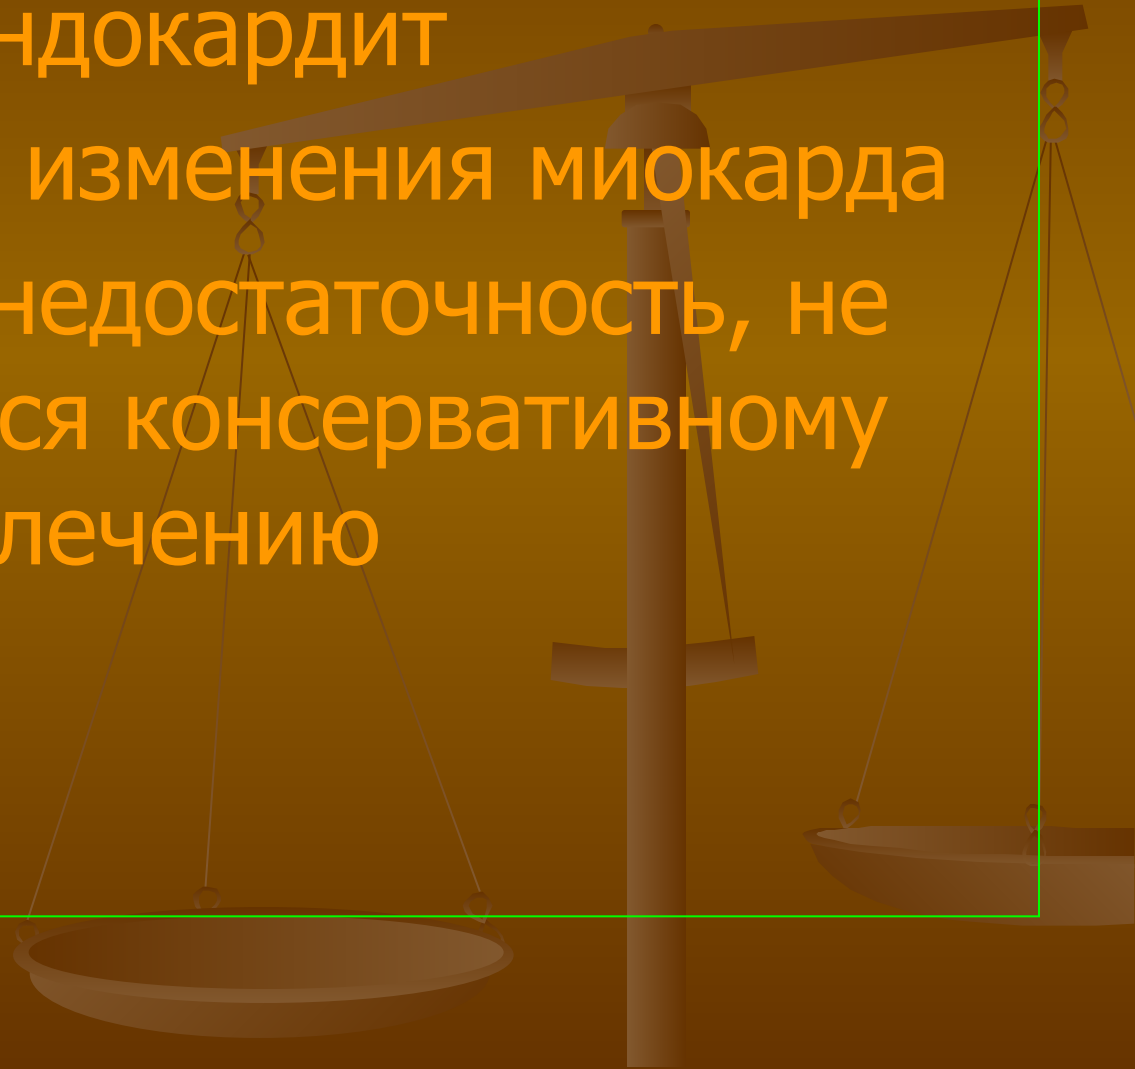 ндокардит
изменения миокарда
недостаточность, не
ся консервативному
лечению